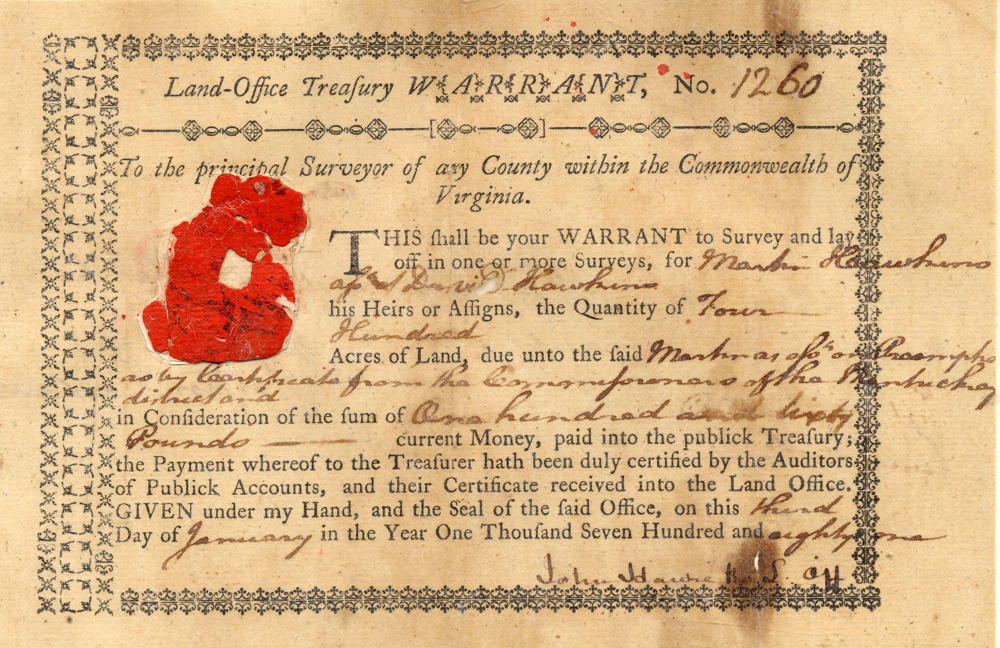 Land-Office Treasury WARRANT, No. 1260
To the principal Surveyor of any County within the Commonwealth of
Virginia.
THIS ſhall be your WARRANT to Survey and lay
off in one or more Surveys, for Martin Hawkins
David Hawkins
his Heirs or Aſſigns, the Quantity of Four
Hundred
Acres of Land, due unto the ſaid Martin as
as by Certificate from the Commissioners of the Kentuckey
district and
in Conſideration of the ſum of One hundred and sixty
Pounds current Money, paid into the publick Treaſury;
the Payment whereof to the Treaſurer hath been duly certified by the Auditors
of Publick Accounts, and their Certificate received into the Land Office.
GIVEN under my Hand, and the Seal of the ſaid Office, on this third
Day of January in the Year One Thouſand Seven Hundred and eighty one
John